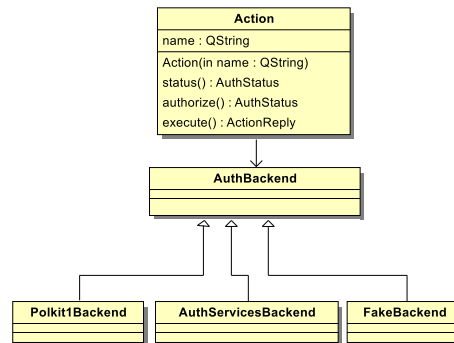 Action
name : QString
Action(in name : QString)
status() : AuthStatus
authorize() : AuthStatus
execute() : ActionReply
AuthBackend
Polkit1Backend
AuthServicesBackend
FakeBackend